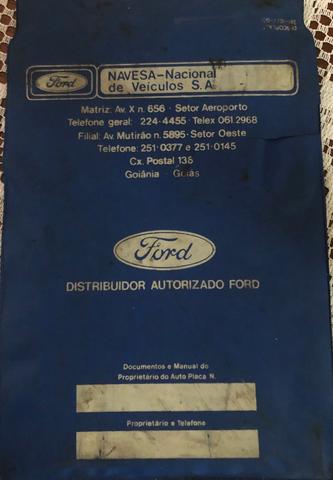 Ford
NAVESA-Nacional
de Veículos S.A.
Matriz: Av. X n. 656 - Setor Aeroporto
Telefone geral: 224-4455 - Telex 061.2968
Filial: Av. Mutirão n. 5895 - Setor Oeste
Telefone: 251-0377 e 251-0145
Cx. Postal 136
Goiânia - Goiás
Ford
DISTRIBUIDOR AUTORIZADO FORD
Documentos e Manual do
Proprietário do Auto Placa N.
Proprietário e Telefone